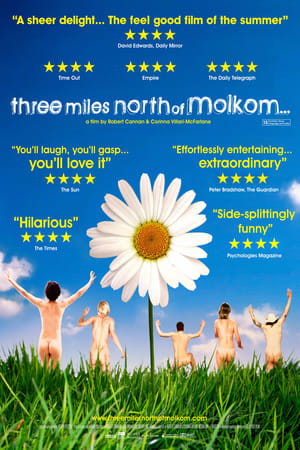 "A sheer delight... The feel good film of the summer"
David Edwards, Daily Mirror
Time Out
Empire
The Daily Telegraph
three miles north of molkom...
a film by Robert Cannan & Corinna Villari-McFarlane
"You'll laugh, you'll gasp...
you'll love it"
The Sun
"Effortlessly entertaining...
extraordinary"
Peter Bradshaw, The Guardian
"Hilarious"
The Times
"Side-splittingly
funny"
Psychologies Magazine
www.threemilesnorthofmolkom.com